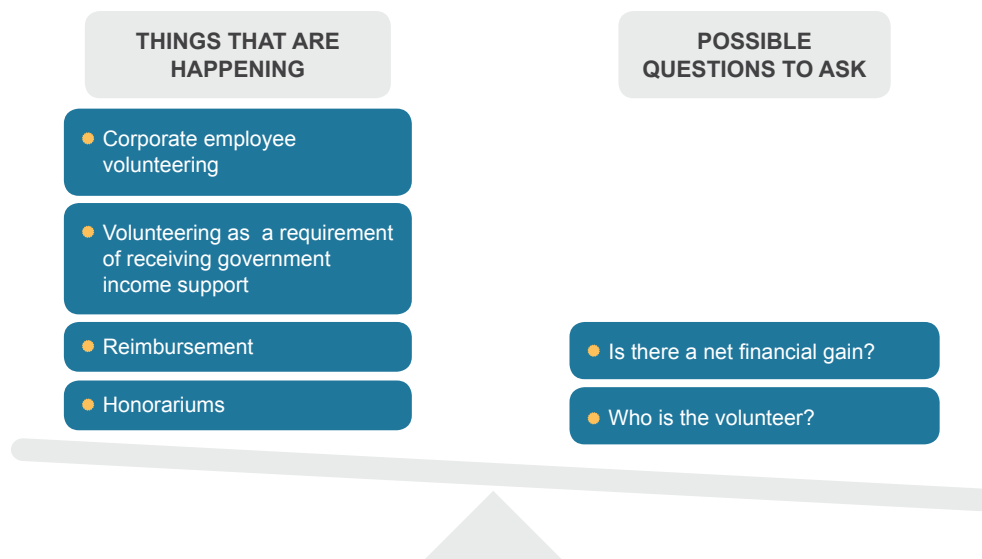 THINGS THAT ARE
HAPPENING
Corporate employee
volunteering
Volunteering as a requirement
of receiving government
income support
Reimbursement
Honorariums
POSSIBLE
QUESTIONS TO ASK
Is there a net financial gain?
Who is the volunteer?